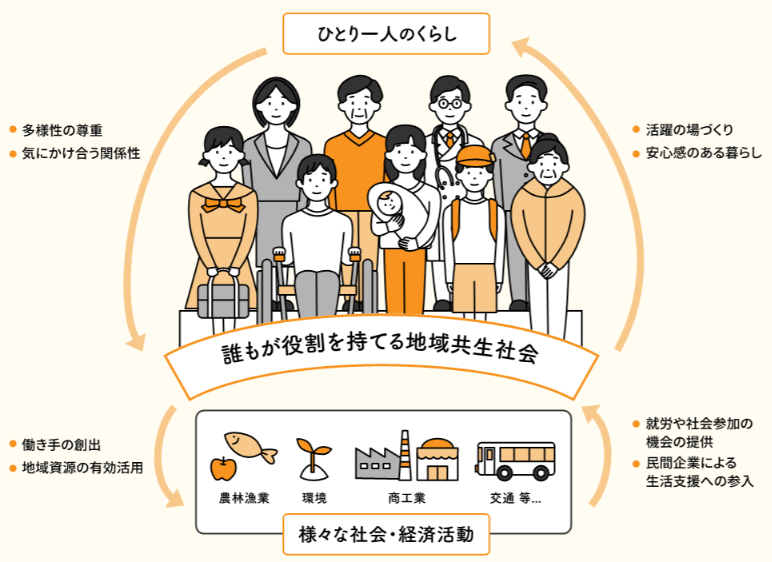 ひとり一人のくらし
多様性の尊重
気にかけ合う関係性
活躍の場づくり
安心感のある暮らし
誰もが役割を持てる地域共生社会
働き手の創出
地域資源の有効活用
就労や社会参加の
機会の提供
民間企業による
生活支援への参入
農林漁業
環境
商工業
交通 等...
様々な社会・経済活動